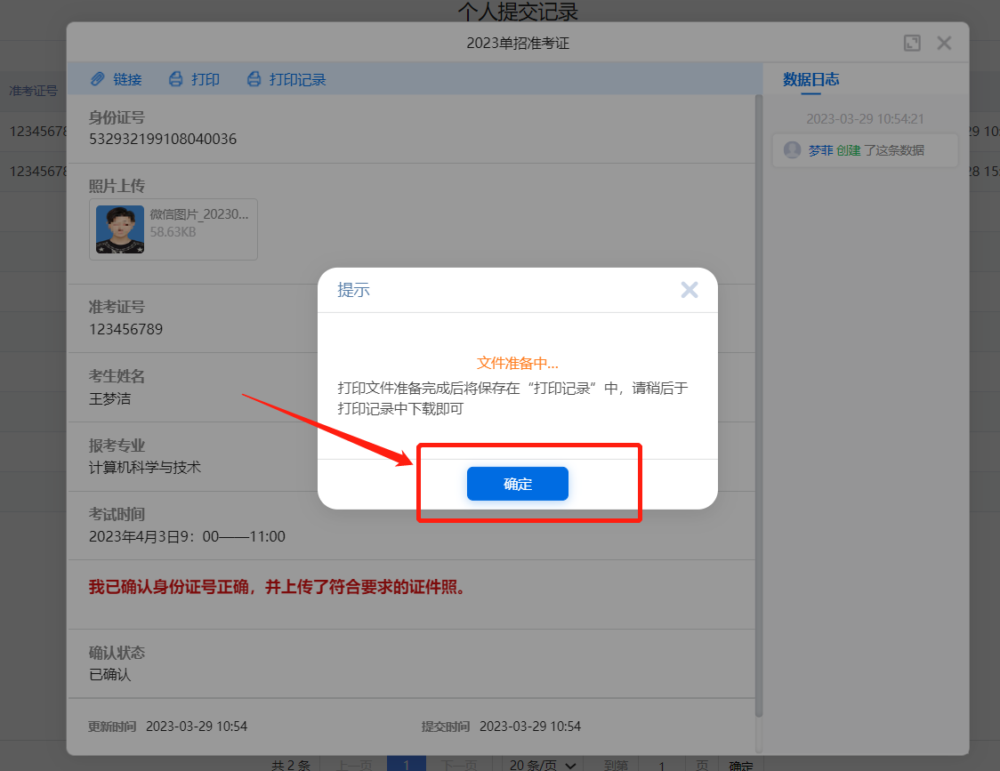 个人提交记录
2023单招准考证
链接 打印 打印记录
数据日志
准考证号
身份证号
532932199108040036
2023-03-29 10:54:21
梦菲 创建 了这条数据
12345678
29 10:
12345678
28 15:
照片上传
微信图片_20230...
58.63KB
提示
准考证号
123456789
文件准备中...
打印文件准备完成后将保存在“打印记录”中，请稍后于
打印记录中下载即可
考生姓名
王梦洁
报考专业
计算机科学与技术
确定
考试时间
2023年4月3日9：00——11:00
我已确认身份证号正确，并上传了符合要求的证件照。
确认状态
已确认
更新时间 2023-03-29 10:54 提交时间 2023-03-29 10:54
共 2 条 上一页 1 下一页 20 条/页 到第 1 页 确定